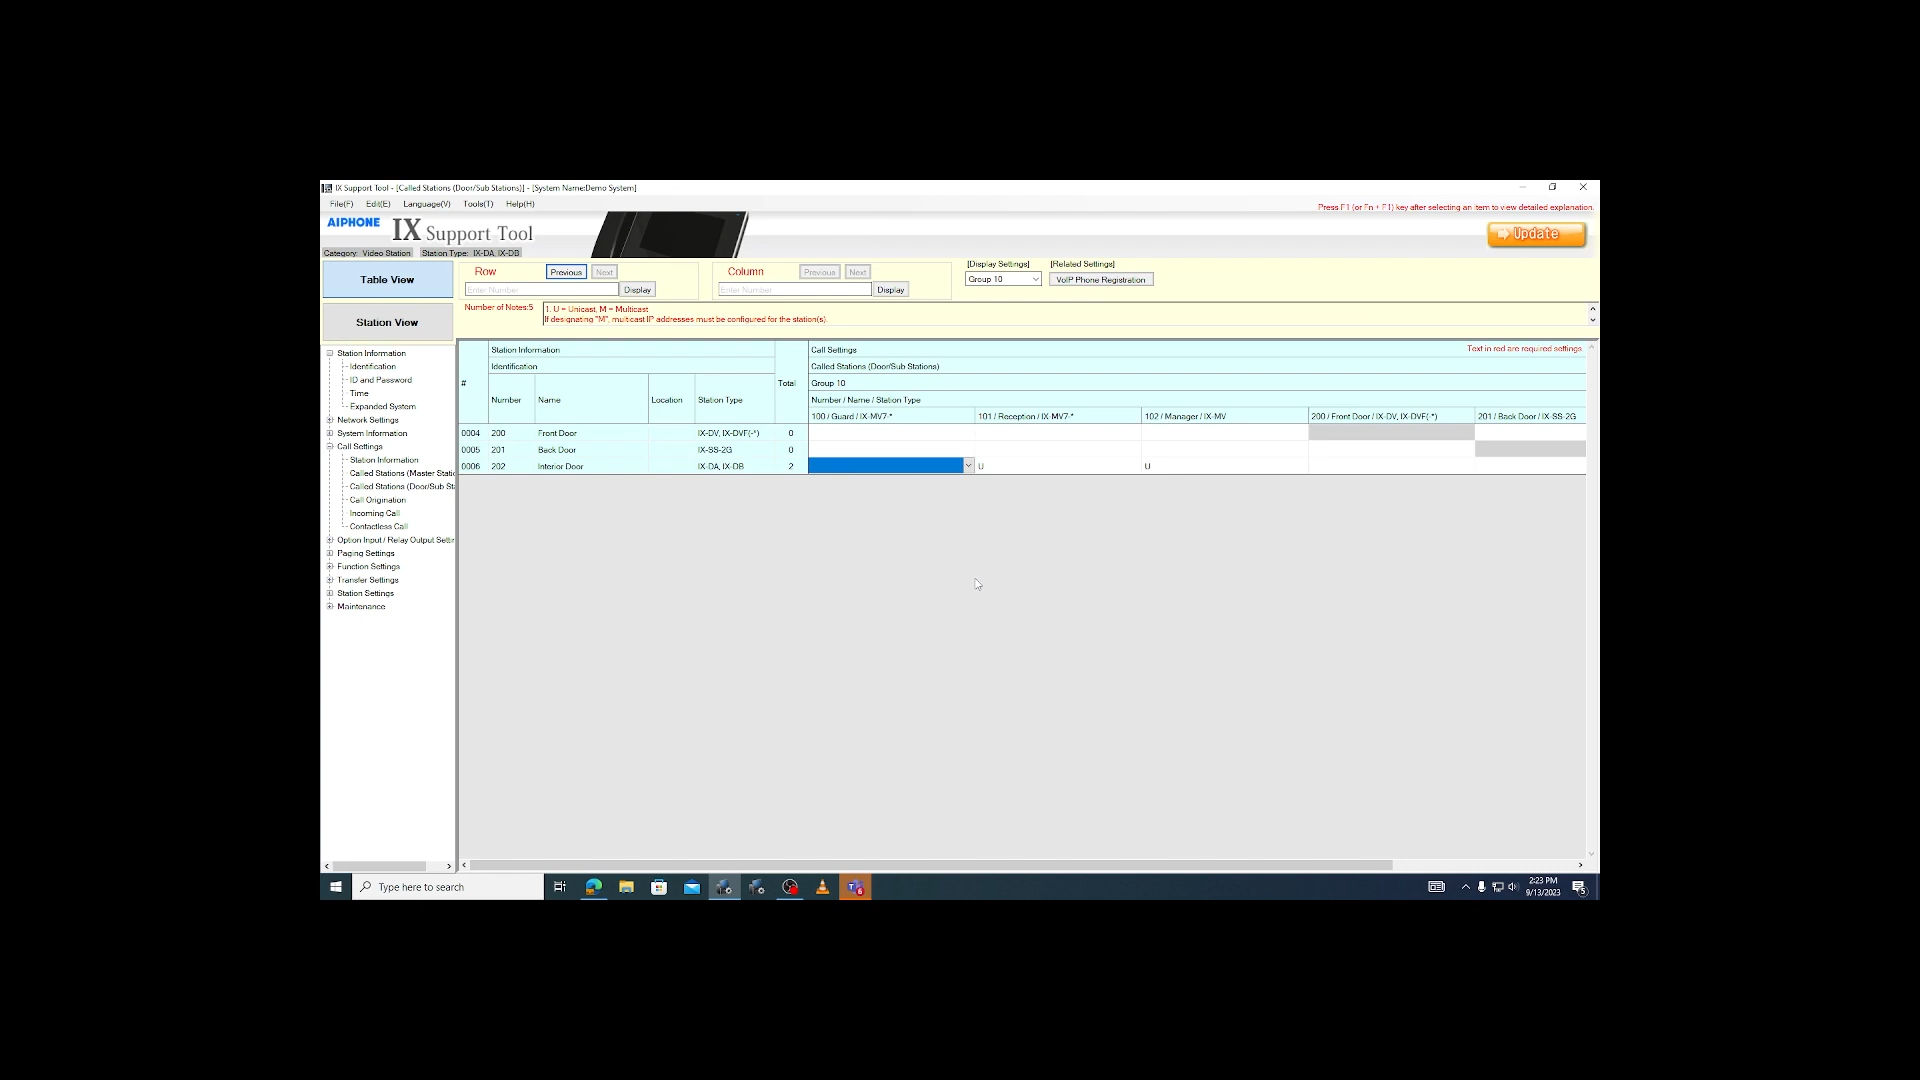 IX Support Tool - [Called Stations (Door/Sub Stations)] - [System Name:Demo System]
File(F) Edit(E) Language(V) Tools(T) Help(H)
Press F1 (or Fn + F1) key after selecting an item to view detailed explanation.
AIPHONE IX Support Tool
Update
Category: Video Station Station Type: IX-DA, IX-DB
Table View
Row Previous Next
Enter Number Display
Column Previous Next
Enter Number Display
[Display Settings] [Related Settings]
Group 10 VoIP Phone Registration
Station View
Number of Notes:5
1. U = Unicast, M = Multicast
If designating "M", multicast IP addresses must be configured for the station(s).
Station Information
Identification
ID and Password
Time
Expanded System
Network Settings
System Information
Call Settings
Station Information
Called Stations (Master Statio
Called Stations (Door/Sub Sta
Call Origination
Incoming Call
Contactless Call
Option Input / Relay Output Settin
Paging Settings
Function Settings
Transfer Settings
Station Settings
Maintenance
Station Information Call Settings Text in red are required settings
Identification Called Stations (Door/Sub Stations)
# Total Group 10
Number Name Location Station Type Number / Name / Station Type
100 / Guard / IX-MV7-* 101 / Reception / IX-MV7-* 102 / Manager / IX-MV 200 / Front Door / IX-DV, IX-DVF(-*) 201 / Back Door / IX-SS-2G
0004 200 Front Door IX-DV, IX-DVF(-*) 0
0005 201 Back Door IX-SS-2G 0
0006 202 Interior Door IX-DA, IX-DB 2 U U
Type here to search
2:23 PM
9/13/2023
6
5